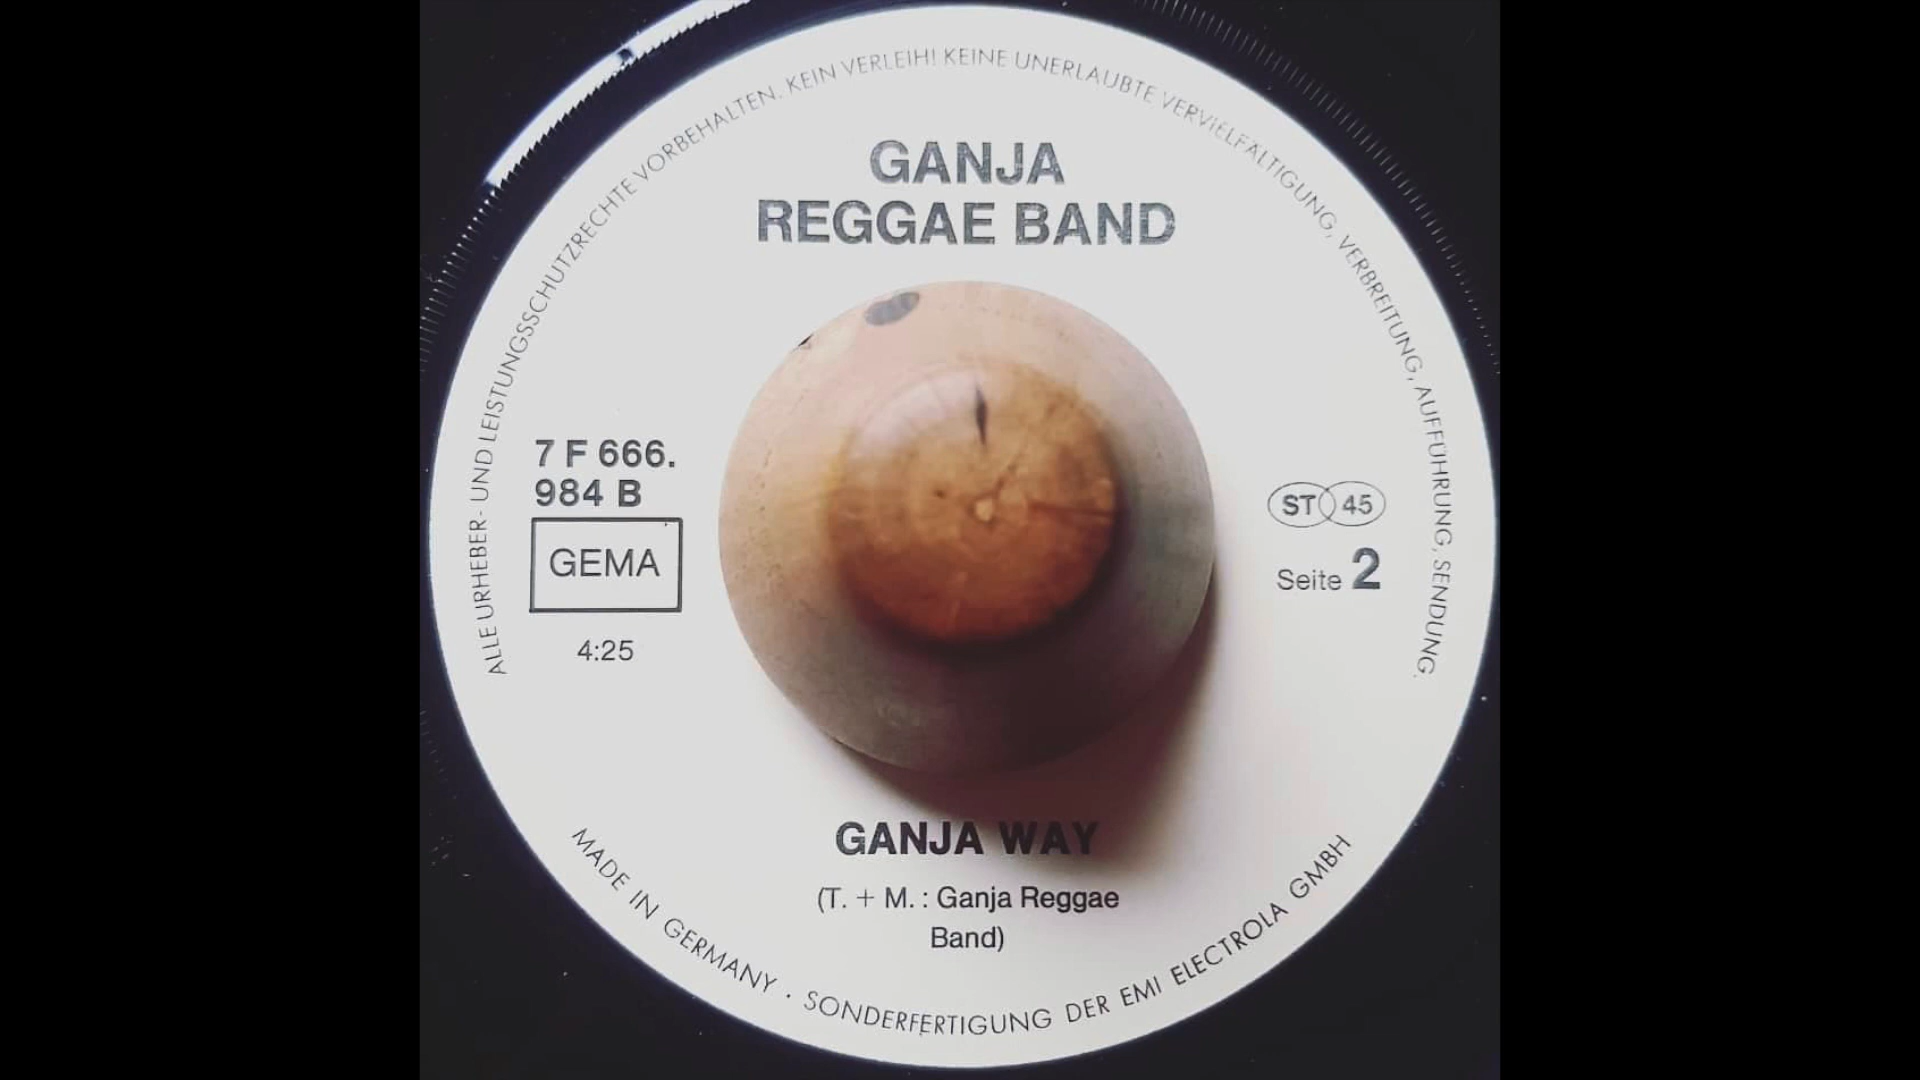 ALLE URHEBER- UND LEISTUNGSSCHUTZRECHTE VORBEHALTEN. KEIN VERLEIH! KEINE UNERLAUBTE VERVIELFÄLTIGUNG, VERBREITUNG, AUFFÜHRUNG, SENDUNG.
GANJA
REGGAE BAND
7 F 666.
984 B
GEMA
4:25
ST 45
Seite 2
GANJA WAY
(T. + M. : Ganja Reggae
Band)
MADE IN GERMANY · SONDERFERTIGUNG DER EMI ELECTROLA GMBH